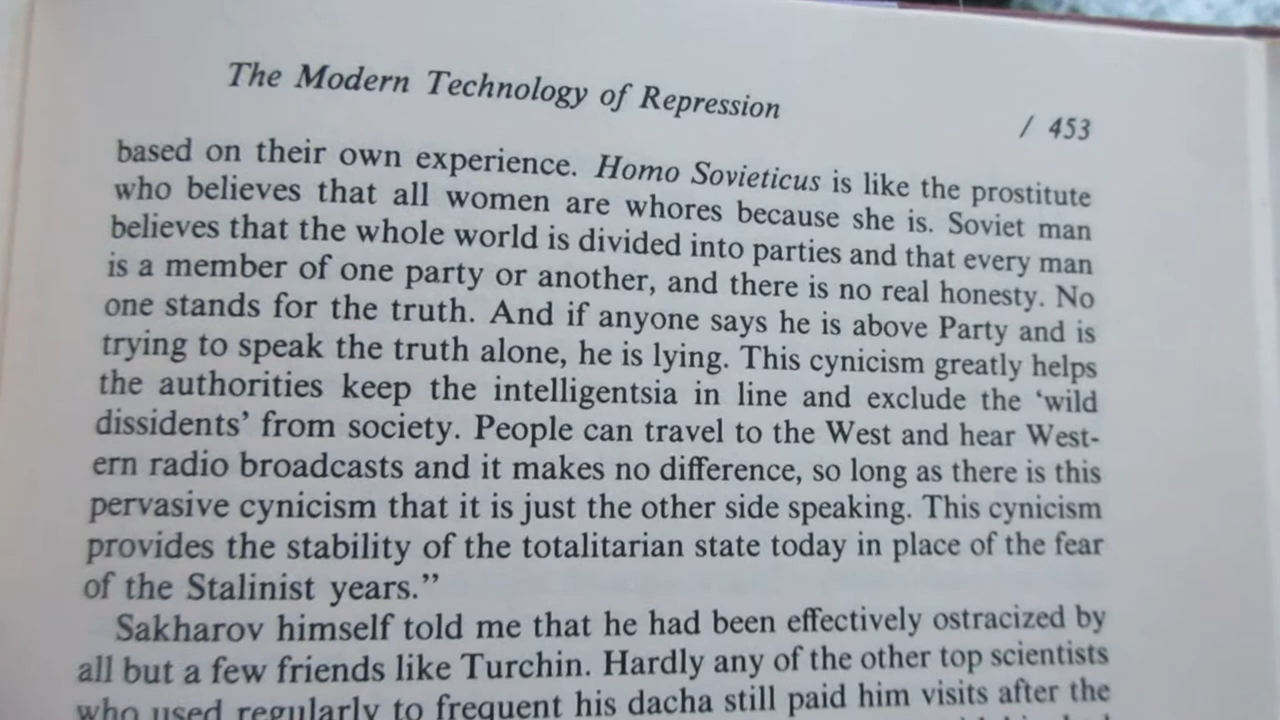 The Modern Technology of Repression / 453
based on their own experience. Homo Sovieticus is like the prostitute
who believes that all women are whores because she is. Soviet man
believes that the whole world is divided into parties and that every man
is a member of one party or another, and there is no real honesty. No
one stands for the truth. And if anyone says he is above Party and is
trying to speak the truth alone, he is lying. This cynicism greatly helps
the authorities keep the intelligentsia in line and exclude the ‘wild
dissidents’ from society. People can travel to the West and hear West-
ern radio broadcasts and it makes no difference, so long as there is this
pervasive cynicism that it is just the other side speaking. This cynicism
provides the stability of the totalitarian state today in place of the fear
of the Stalinist years.”
Sakharov himself told me that he had been effectively ostracized by
all but a few friends like Turchin. Hardly any of the other top scientists
who used regularly to frequent his dacha still paid him visits after the